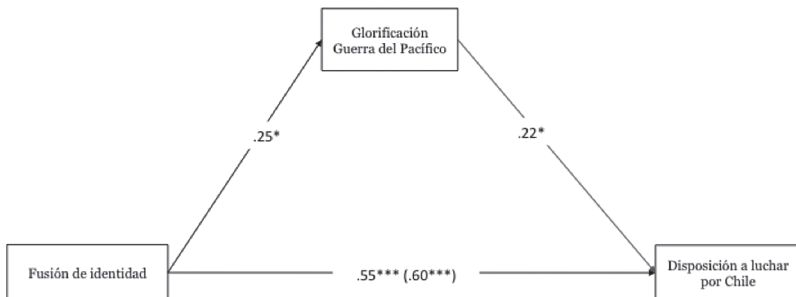 Glorificación
Guerra del Pacífico
.25*
.22*
Fusión de identidad
.55*** (.60***)
Disposición a luchar
por Chile